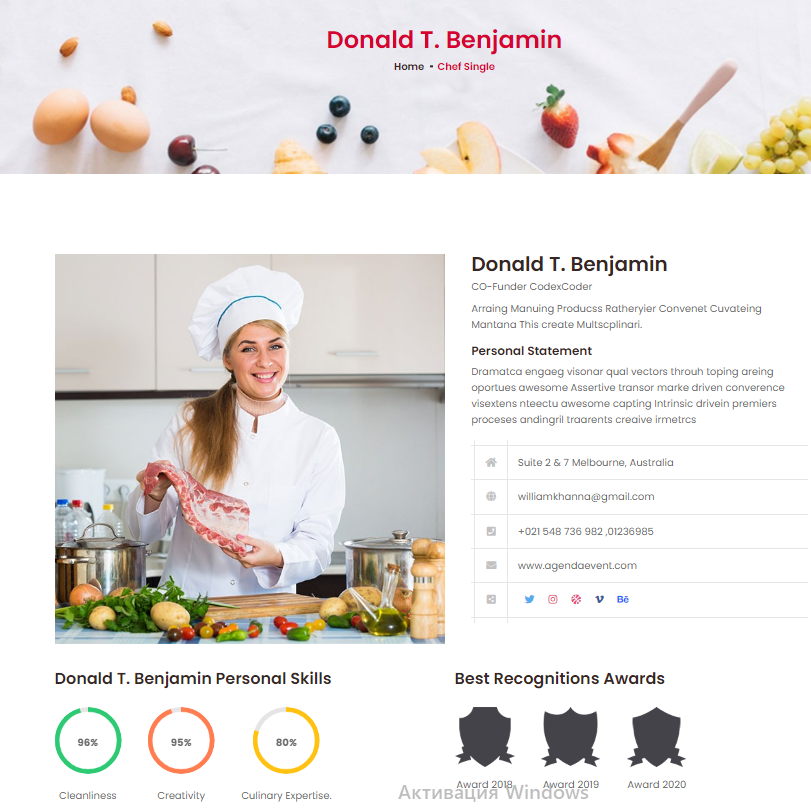 Donald T. Benjamin
Home • Chef Single
Donald T. Benjamin
CO-Funder CodexCoder
Arraing Manuing Producss Ratheryier Convenet Cuvateing
Mantana This create Multscplinari.
Personal Statement
Dramatca engaeg visonar qual vectors throuh toping areing
oportues awesome Assertive transor marke driven converence
visextens nteectu awesome capting Intrinsic drivein premiers
proceses andingril traarents creaive irmetrcs
Suite 2 & 7 Melbourne, Australia
williamkhanna@gmail.com
+021 548 736 982 ,01236985
www.agendaevent.com
Bē
Donald T. Benjamin Personal Skills
96%
95%
80%
Cleanliness
Creativity
Culinary Expertise.
Best Recognitions Awards
Award 2018
Award 2019
Award 2020
Активация Windows